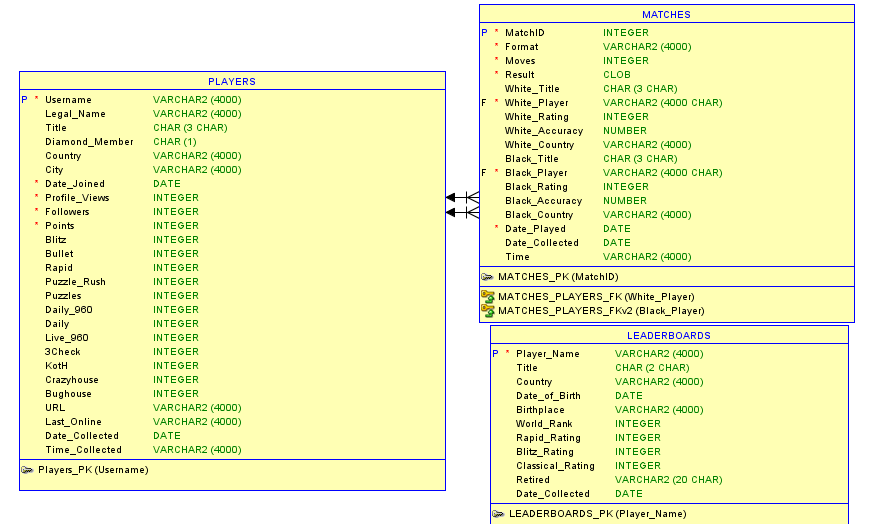 PLAYERS
P * Username VARCHAR2 (4000)
Legal_Name VARCHAR2 (4000)
Title CHAR (3 CHAR)
Diamond_Member CHAR (1)
Country VARCHAR2 (4000)
City VARCHAR2 (4000)
* Date_Joined DATE
* Profile_Views INTEGER
* Followers INTEGER
* Points INTEGER
Blitz INTEGER
Bullet INTEGER
Rapid INTEGER
Puzzle_Rush INTEGER
Puzzles INTEGER
Daily_960 INTEGER
Daily INTEGER
Live_960 INTEGER
3Check INTEGER
KotH INTEGER
Crazyhouse INTEGER
Bughouse INTEGER
URL VARCHAR2 (4000)
Last_Online VARCHAR2 (4000)
Date_Collected DATE
Time_Collected VARCHAR2 (4000)
Players_PK (Username)
MATCHES
P * MatchID INTEGER
* Format VARCHAR2 (4000)
* Moves INTEGER
* Result CLOB
White_Title CHAR (3 CHAR)
F * White_Player VARCHAR2 (4000 CHAR)
White_Rating INTEGER
White_Accuracy NUMBER
White_Country VARCHAR2 (4000)
Black_Title CHAR (3 CHAR)
F * Black_Player VARCHAR2 (4000 CHAR)
Black_Rating INTEGER
Black_Accuracy NUMBER
Black_Country VARCHAR2 (4000)
* Date_Played DATE
Date_Collected DATE
Time VARCHAR2 (4000)
MATCHES_PK (MatchID)
MATCHES_PLAYERS_FK (White_Player)
MATCHES_PLAYERS_FKv2 (Black_Player)
LEADERBOARDS
P * Player_Name VARCHAR2 (4000)
Title CHAR (2 CHAR)
Country VARCHAR2 (4000)
Date_of_Birth DATE
Birthplace VARCHAR2 (4000)
World_Rank INTEGER
Rapid_Rating INTEGER
Blitz_Rating INTEGER
Classical_Rating INTEGER
Retired VARCHAR2 (20 CHAR)
Date_Collected DATE
LEADERBOARDS_PK (Player_Name)